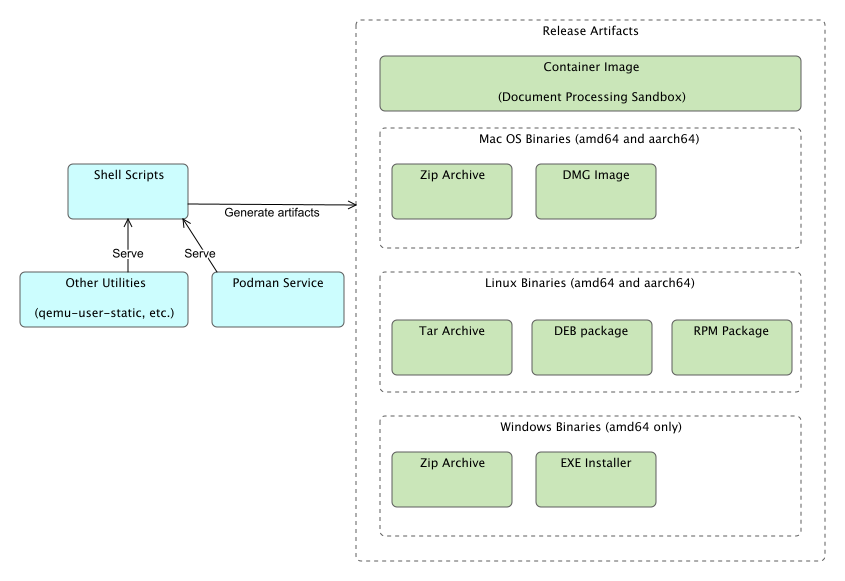 Release Artifacts
Container Image
(Document Processing Sandbox)
Mac OS Binaries (amd64 and aarch64)
Zip Archive
DMG Image
Shell Scripts
Generate artifacts
Serve
Serve
Other Utilities
(qemu-user-static, etc.)
Podman Service
Linux Binaries (amd64 and aarch64)
Tar Archive
DEB package
RPM Package
Windows Binaries (amd64 only)
Zip Archive
EXE Installer